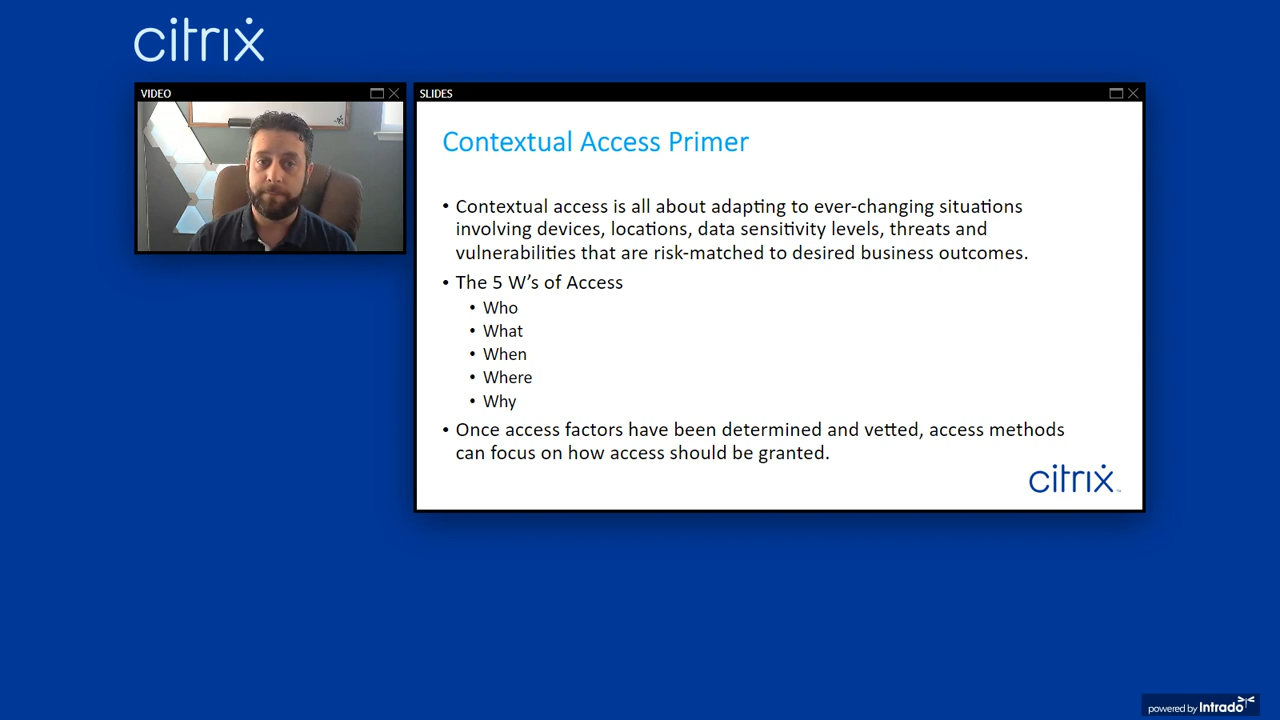 citrix
VIDEO
SLIDES
Contextual Access Primer
• Contextual access is all about adapting to ever-changing situations
involving devices, locations, data sensitivity levels, threats and
vulnerabilities that are risk-matched to desired business outcomes.
• The 5 W's of Access
• Who
• What
• When
• Where
• Why
• Once access factors have been determined and vetted, access methods
can focus on how access should be granted.
citrix
powered by Intrado